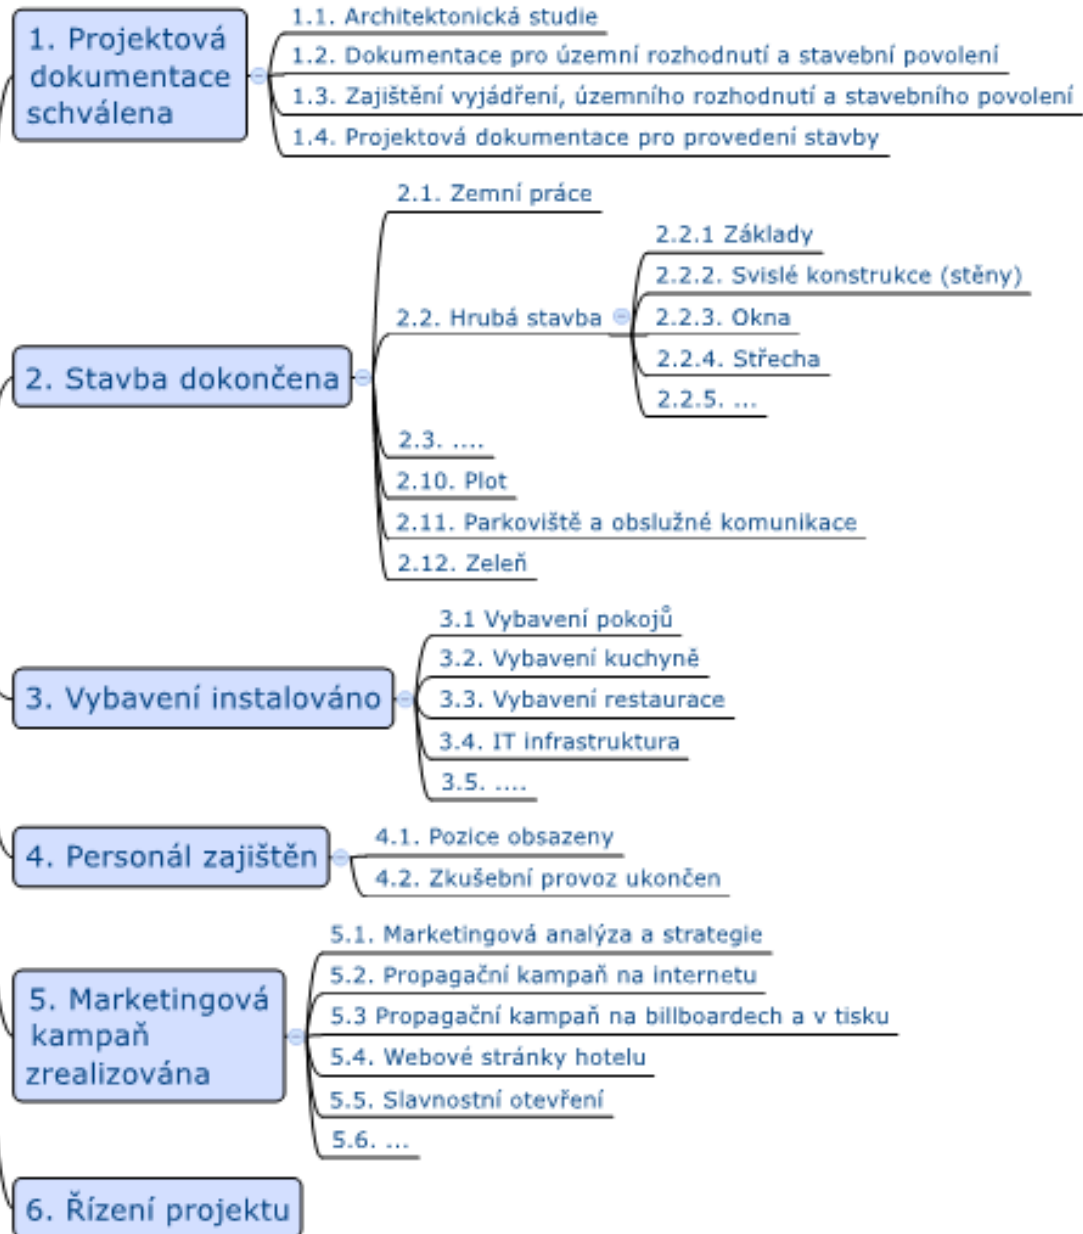 1. Projektová
dokumentace
schválena
1.1. Architektonická studie
1.2. Dokumentace pro územní rozhodnutí a stavební povolení
1.3. Zajištění vyjádření, územního rozhodnutí a stavebního povolení
1.4. Projektová dokumentace pro provedení stavby
2. Stavba dokončena
2.1. Zemní práce
2.2. Hrubá stavba
2.2.1 Základy
2.2.2. Svislé konstrukce (stěny)
2.2.3. Okna
2.2.4. Střecha
2.2.5. ...
2.3. ....
2.10. Plot
2.11. Parkoviště a obslužné komunikace
2.12. Zeleň
3. Vybavení instalováno
3.1 Vybavení pokojů
3.2. Vybavení kuchyně
3.3. Vybavení restaurace
3.4. IT infrastruktura
3.5. ....
4. Personál zajištěn
4.1. Pozice obsazeny
4.2. Zkušební provoz ukončen
5. Marketingová
kampaň
zrealizována
5.1. Marketingová analýza a strategie
5.2. Propagační kampaň na internetu
5.3 Propagační kampaň na billboardech a v tisku
5.4. Webové stránky hotelu
5.5. Slavnostní otevření
5.6. ...
6. Řízení projektu